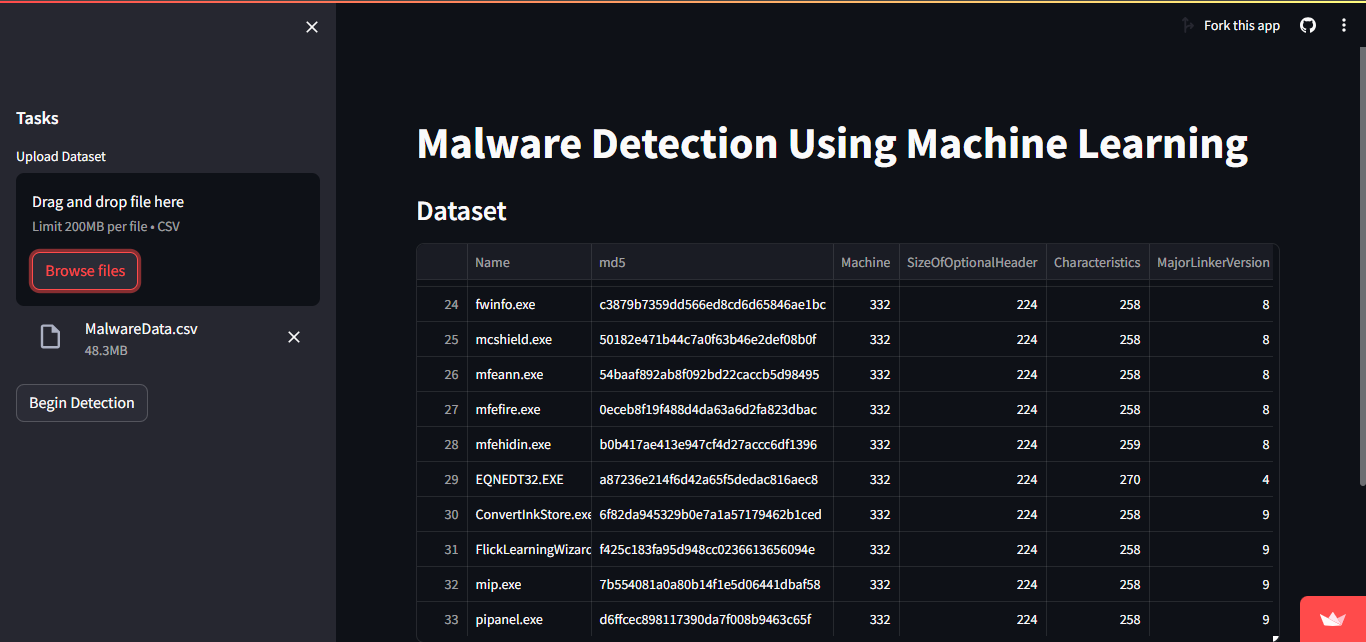 Fork this app
Tasks
Upload Dataset
Drag and drop file here
Limit 200MB per file • CSV
Browse files
MalwareData.csv
48.3MB
Begin Detection
Malware Detection Using Machine Learning
Dataset
Name md5 Machine SizeOfOptionalHeader Characteristics MajorLinkerVersion
24 fwinfo.exe c3879b7359dd566ed8cd6d65846ae1bc 332 224 258 8
25 mcshield.exe 50182e471b44c7a0f63b46e2def08b0f 332 224 258 8
26 mfeann.exe 54baaf892ab8f092bd22caccb5d98495 332 224 258 8
27 mfefire.exe 0eceb8f19f488d4da63a6d2fa823dbac 332 224 258 8
28 mfehidin.exe b0b417ae413e947cf4d27accc6df1396 332 224 259 8
29 EQNEDT32.EXE a87236e214f6d42a65f5dedac816aec8 332 224 270 4
30 ConvertInkStore.exe 6f82da945329b0e7a1a57179462b1ced 332 224 258 9
31 FlickLearningWizard f425c183fa95d948cc0236613656094e 332 224 258 9
32 mip.exe 7b554081a0a80b14f1e5d06441dbaf58 332 224 258 9
33 pipanel.exe d6ffcec898117390da7f008b9463c65f 332 224 258 9